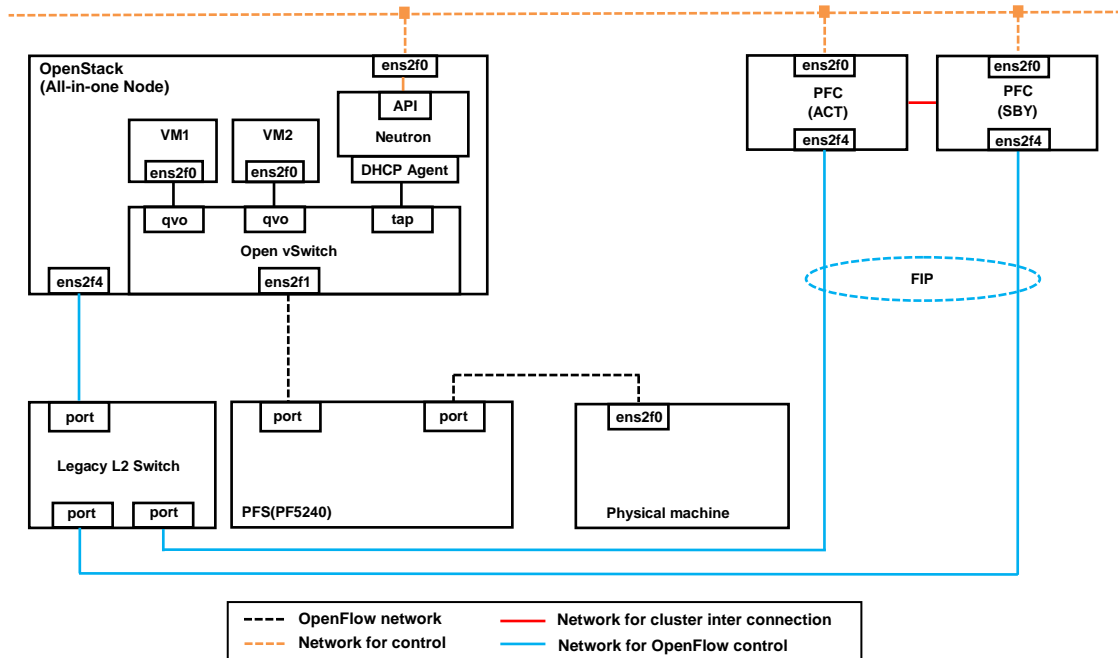 OpenStack
(All-in-one Node)
ens2f0
API
Neutron
DHCP Agent
VM1
ens2f0
VM2
ens2f0
qvo
qvo
tap
Open vSwitch
ens2f4
ens2f1
ens2f0
PFC
(ACT)
ens2f4
ens2f0
PFC
(SBY)
ens2f4
FIP
port
Legacy L2 Switch
port
port
port
port
PFS(PF5240)
ens2f0
Physical machine
OpenFlow network
Network for control
Network for cluster inter connection
Network for OpenFlow control